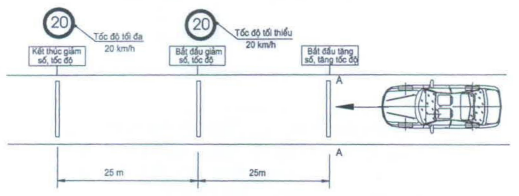 20
Tốc độ tối đa
20 km/h
20
Tốc độ tối thiểu
20 km/h
Kết thúc giảm
số, tốc độ
Bắt đầu giảm
số, tốc độ
Bắt đầu tăng
số, tăng tốc độ
A
A
25 m
25m